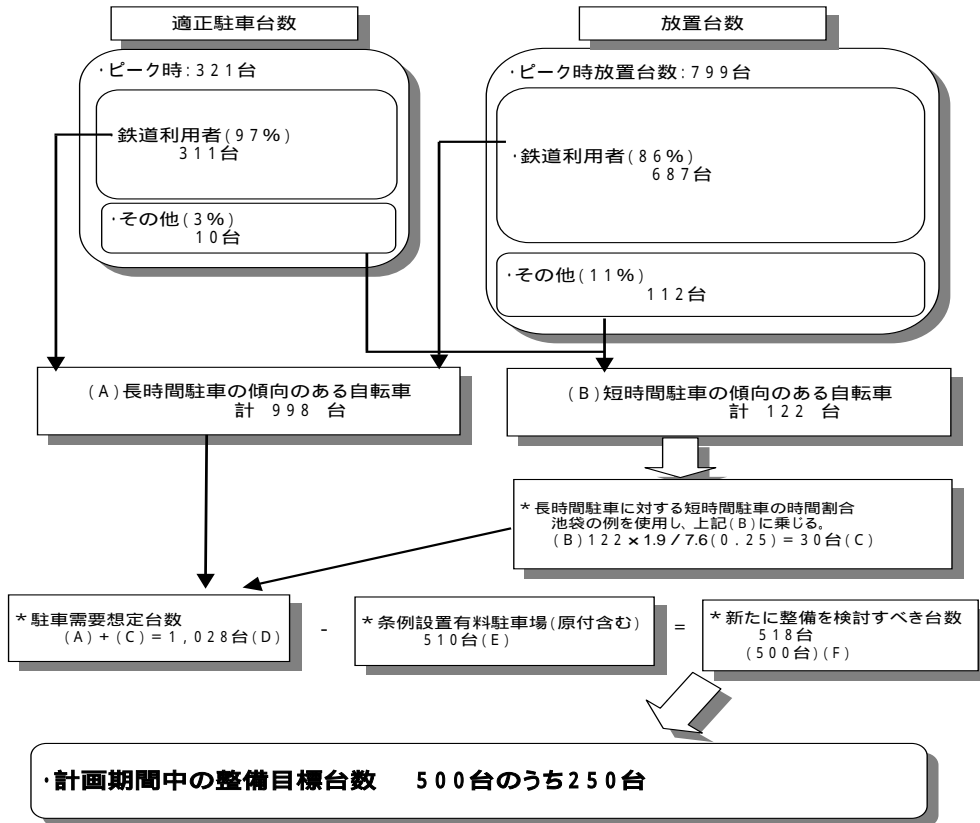 適正駐車台数
放置台数
・ピーク時:321台
・鉄道利用者(97%)
311台
・その他(3%)
10台
・ピーク時放置台数:799台
・鉄道利用者(86%)
687台
・その他(11%)
112台
(A)長時間駐車の傾向のある自転車
計 998 台
(B)短時間駐車の傾向のある自転車
計 122 台
*長時間駐車に対する短時間駐車の時間割合
池袋の例を使用し、上記(B)に乗じる。
(B)122×1.9/7.6(0.25)=30台(C)
*駐車需要想定台数
(A)+(C)=1,028台(D)
-
*条例設置有料駐車場(原付含む)
510台(E)
=
*新たに整備を検討すべき台数
518台
(500台)(F)
・計画期間中の整備目標台数 500台のうち250台